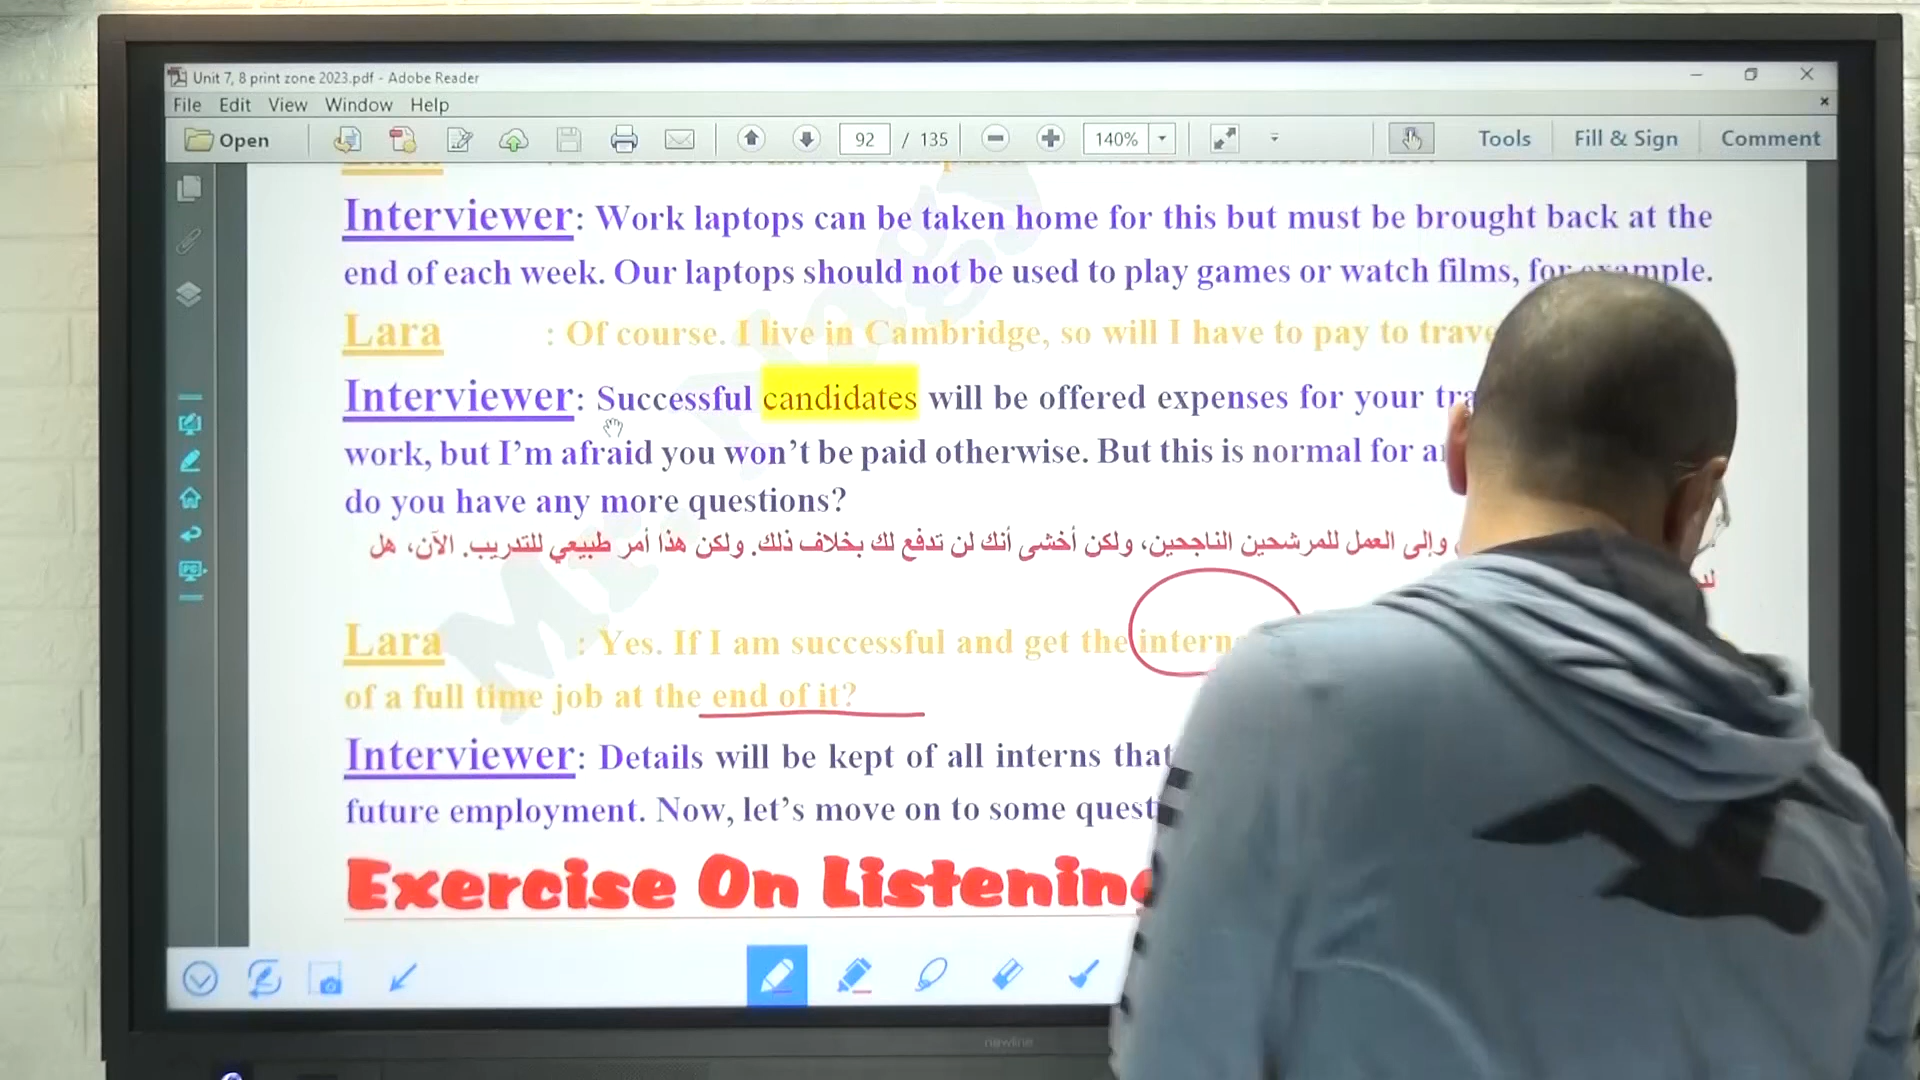 Unit 7, 8 print zone 2023.pdf - Adobe Reader
File Edit View Window Help
Open 92 / 135 140% Tools Fill & Sign Comment
Interviewer: Work laptops can be taken home for this but must be brought back at the
end of each week. Our laptops should not be used to play games or watch films, for example.
Lara : Of course. I live in Cambridge, so will I have to pay to
Interviewer: Successful candidates will be offered expenses for your
work, but I'm afraid you won't be paid otherwise. But this is normal for
do you have any more questions?
وإلى العمل للمرشحين الناجحين، ولكن أخشى أنك لن تدفع لك بخلاف ذلك. ولكن هذا أمر طبيعي للتدريب. الآن، هل
Lara : Yes. If I am successful and get the
of a full time job at the end of it?
Interviewer: Details will be kept of all interns that
future employment. Now, let's move on to some
Exercise On Listening
Mr. Nagy
newline